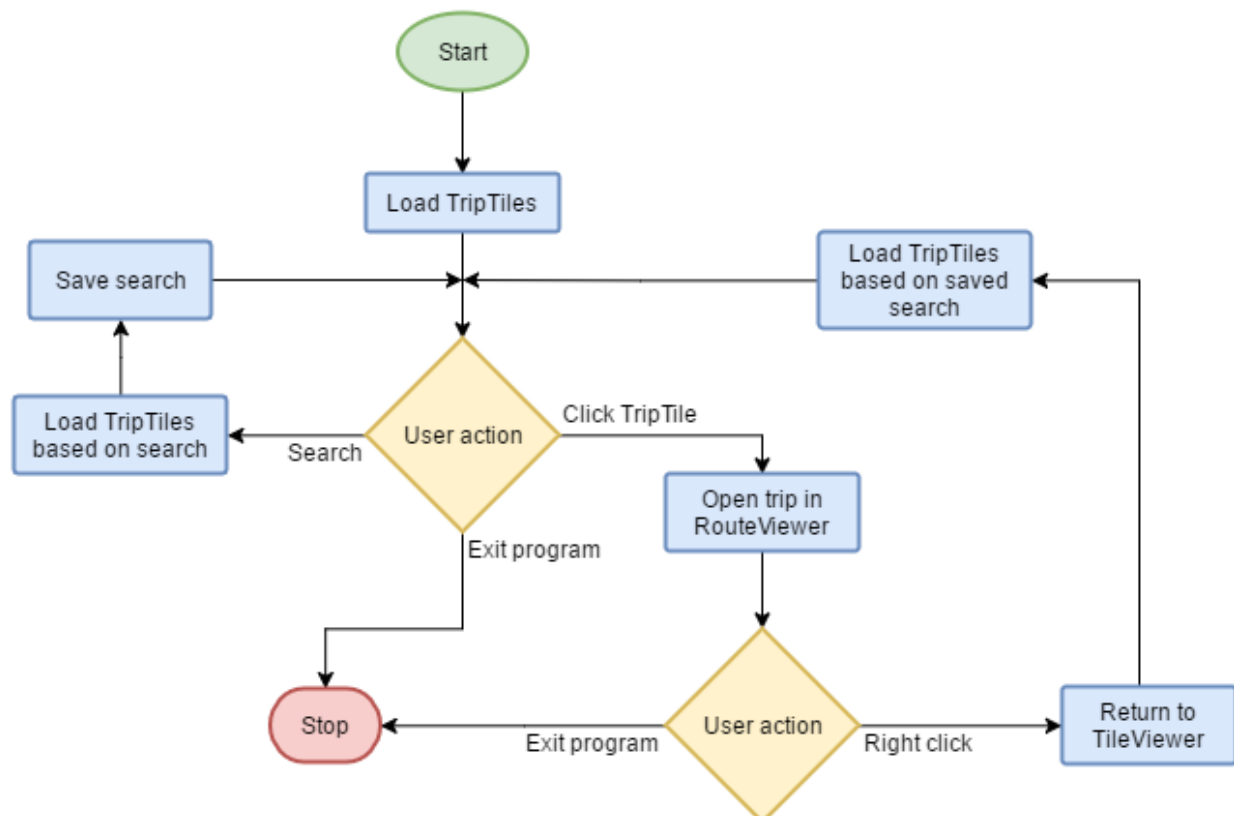 Start
Load TripTiles
Save search
Load TripTiles
based on saved
search
Load TripTiles
based on search
Search
User action
Click TripTile
Open trip in
RouteViewer
Exit program
Stop
Exit program
User action
Right click
Return to
TileViewer